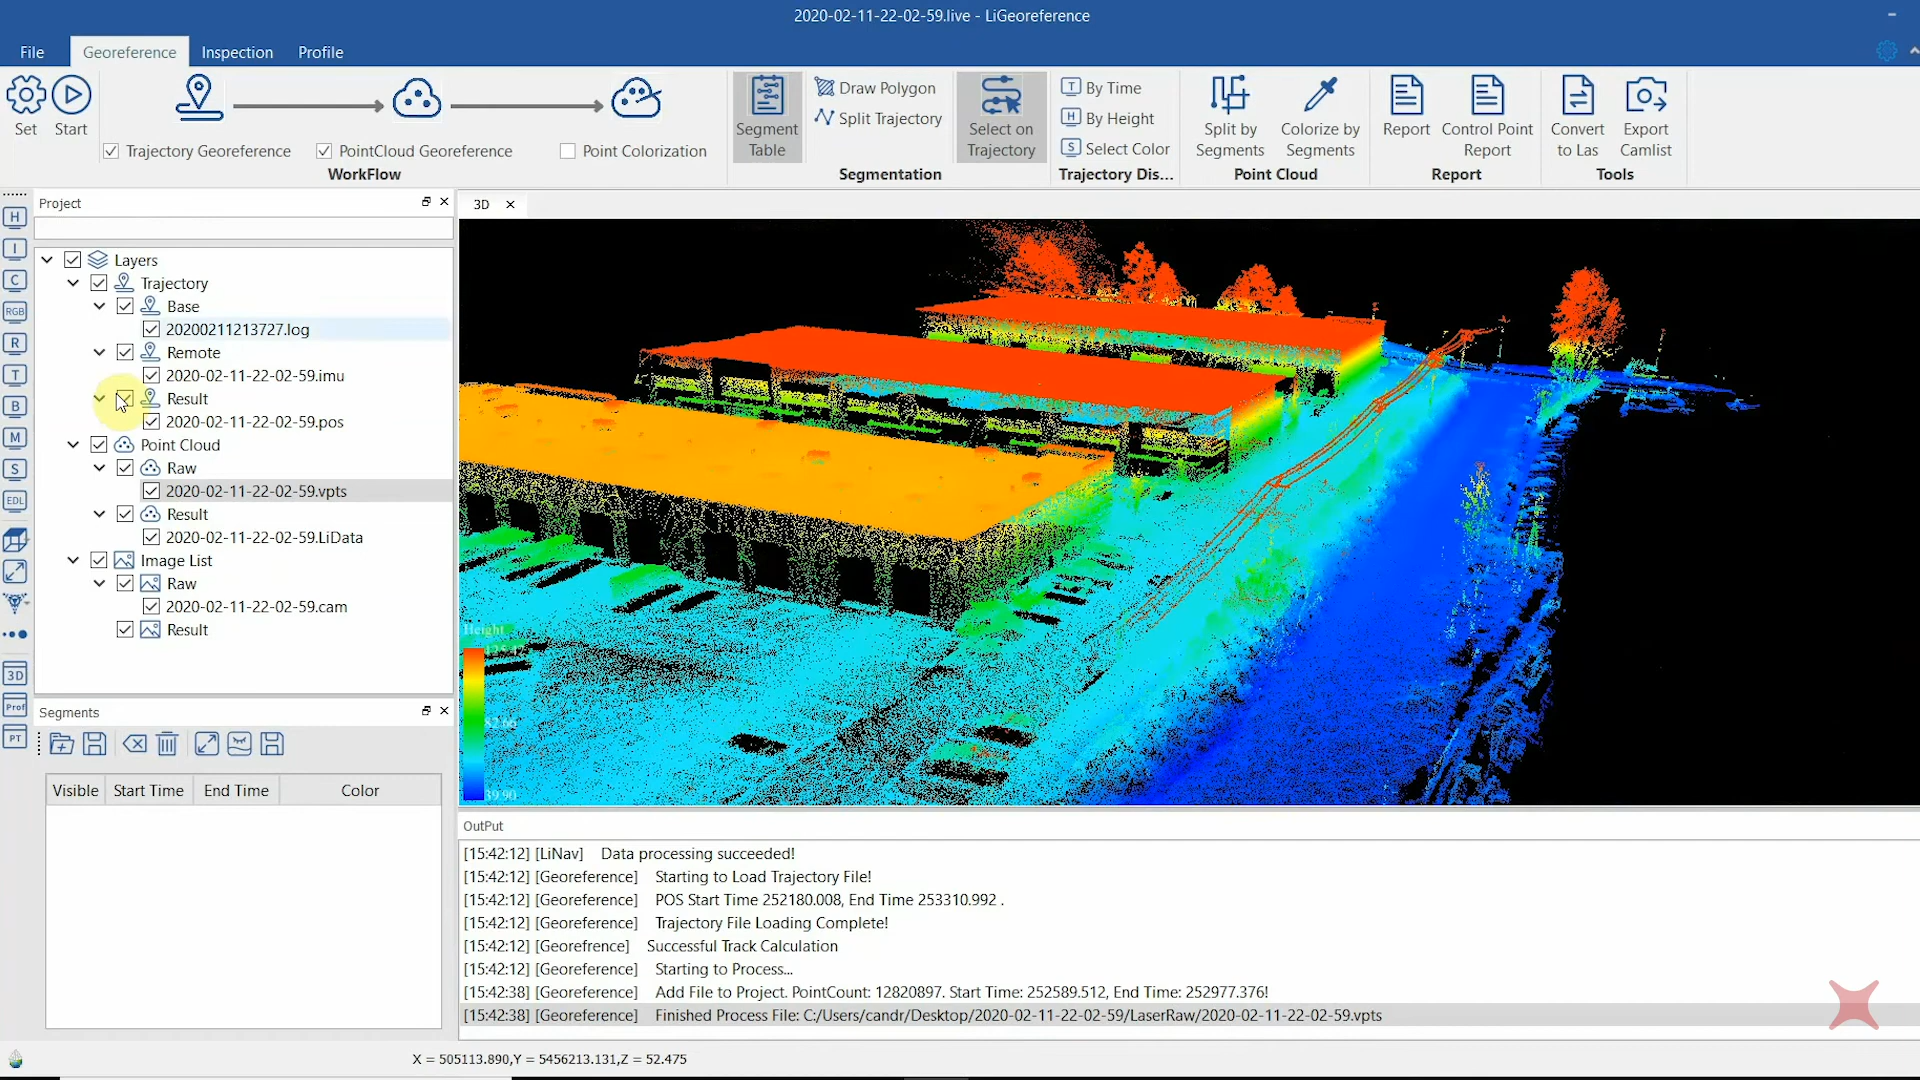 2020-02-11-22-02-59.live - LiGeoreference
File
Georeference
Inspection
Profile
Set
Start
Trajectory Georeference
PointCloud Georeference
Point Colorization
WorkFlow
Segment
Table
Draw Polygon
Split Trajectory
Select on
Trajectory
Segmentation
T By Time
H By Height
S Select Color
Trajectory Dis...
Split by
Segments
Colorize by
Segments
Point Cloud
Report
Control Point
Report
Report
Convert
to Las
Export
Camlist
Tools
H
I
C
RGB
R
T
B
M
S
EDL
3D
Prof
PT
Project
Layers
Trajectory
Base
20200211213727.log
Remote
2020-02-11-22-02-59.imu
Result
2020-02-11-22-02-59.pos
Point Cloud
Raw
2020-02-11-22-02-59.vpts
Result
2020-02-11-22-02-59.LiData
Image List
Raw
2020-02-11-22-02-59.cam
Result
Segments
Visible
Start Time
End Time
Color
3D
Height
39.90
OutPut
[15:42:12] [LiNav] Data processing succeeded!
[15:42:12] [Georeference] Starting to Load Trajectory File!
[15:42:12] [Georeference] POS Start Time 252180.008, End Time 253310.992 .
[15:42:12] [Georeference] Trajectory File Loading Complete!
[15:42:12] [Georefrence] Successful Track Calculation
[15:42:12] [Georeference] Starting to Process...
[15:42:38] [Georeference] Add File to Project. PointCount: 12820897. Start Time: 252589.512, End Time: 252977.376!
[15:42:38] [Georeference] Finished Process File: C:/Users/candr/Desktop/2020-02-11-22-02-59/LaserRaw/2020-02-11-22-02-59.vpts
X = 505113.890,Y = 5456213.131,Z = 52.475